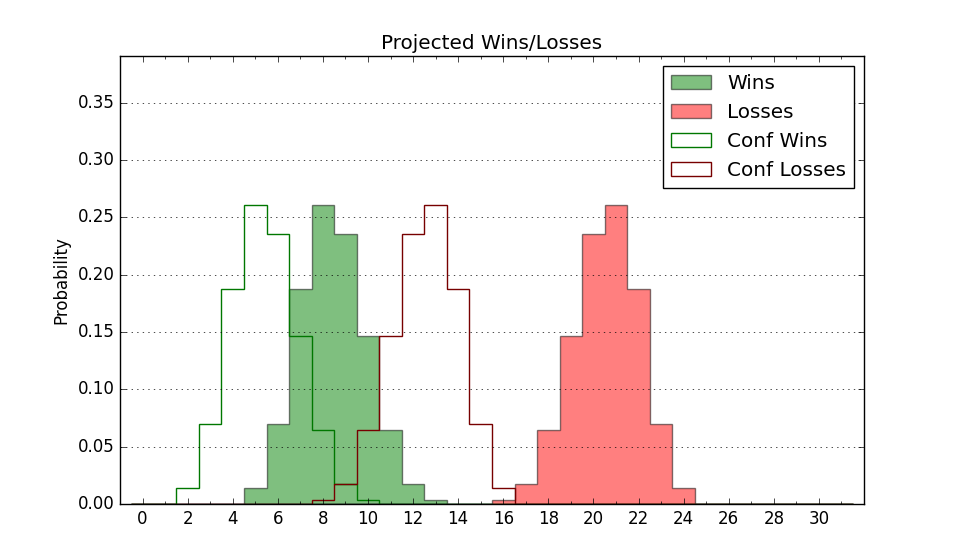 Projected Wins/Losses
Wins
Losses
Conf Wins
Conf Losses
Probability
0.35
0.30
0.25
0.20
0.15
0.10
0.05
0.00
0 2 4 6 8 10 12 14 16 18 20 22 24 26 28 30